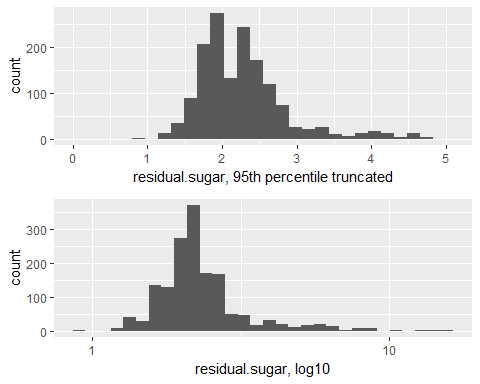 count
200
100
0
0 1 2 3 4 5
residual.sugar, 95th percentile truncated
count
300
200
100
0
1 10
residual.sugar, log10